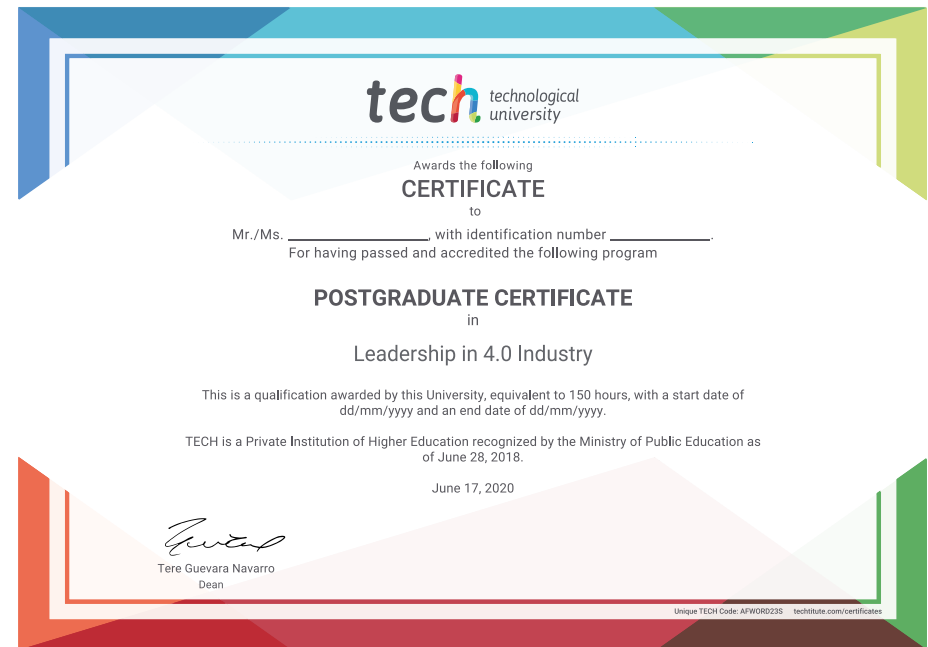 tech technological
university
Awards the following
CERTIFICATE
to
Mr./Ms. ____________________, with identification number ______________.
For having passed and accredited the following program
POSTGRADUATE CERTIFICATE
in
Leadership in 4.0 Industry
This is a qualification awarded by this University, equivalent to 150 hours, with a start date of
dd/mm/yyyy and an end date of dd/mm/yyyy.
TECH is a Private Institution of Higher Education recognized by the Ministry of Public Education as
of June 28, 2018.
June 17, 2020
Tere Guevara Navarro
Dean
Unique TECH Code: AFWORD23S techtitute.com/certificates